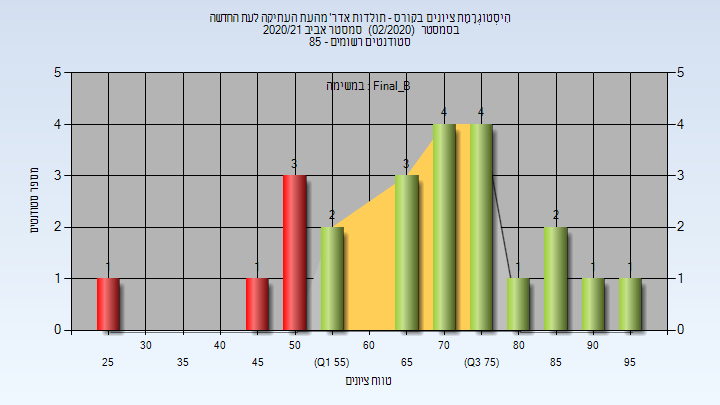 הִיסְטוֹגְרָמַת ציונים בקורס - תולדות אדר' מהעת העתיקה לעת החדשה
בסמסטר (02/2020) סמסטר אביב 2020/21
סטודנטים רשומים - 85
במשימה : Final_B
מספר סטודנטים
5 5
4 4
3 3
2 2
1 1
0 0
1 1 3 2 3 4 4 1 2 1 1
30 40 50 60 70 80 90
25 35 45 (Q1 55) 65 (Q3 75) 85 95
טווח ציונים